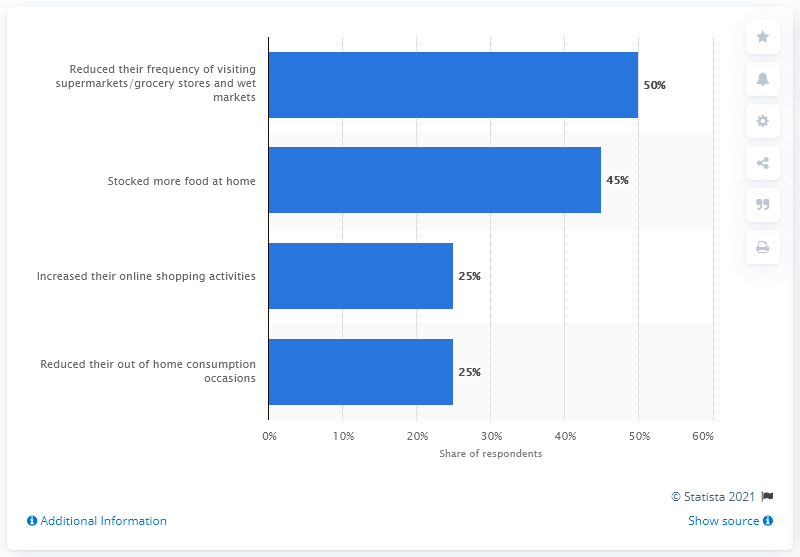 Reduced their frequency of visiting
supermarkets/grocery stores and wet
markets
50%
Stocked more food at home
45%
Increased their online shopping activities
25%
Reduced their out of home consumption
occasions
25%
0% 10% 20% 30% 40% 50% 60%
Share of respondents
© Statista 2021
Additional Information
Show source